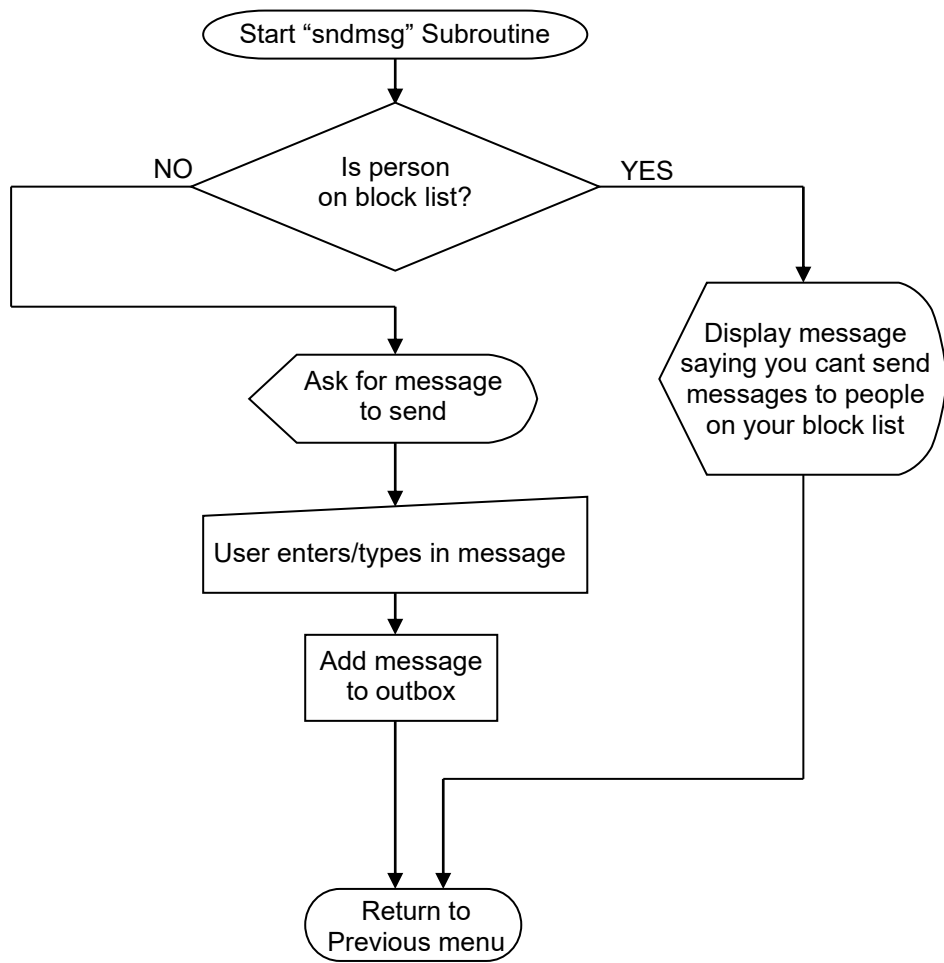 Start “sndmsg” Subroutine
Is person
on block list?
NO
YES
Display message
saying you cant send
messages to people
on your block list
Ask for message
to send
User enters/types in message
Add message
to outbox
Return to
Previous menu